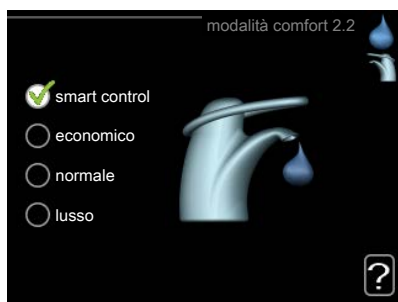 modalità comfort 2.2
smart control
economico
normale
lusso
?